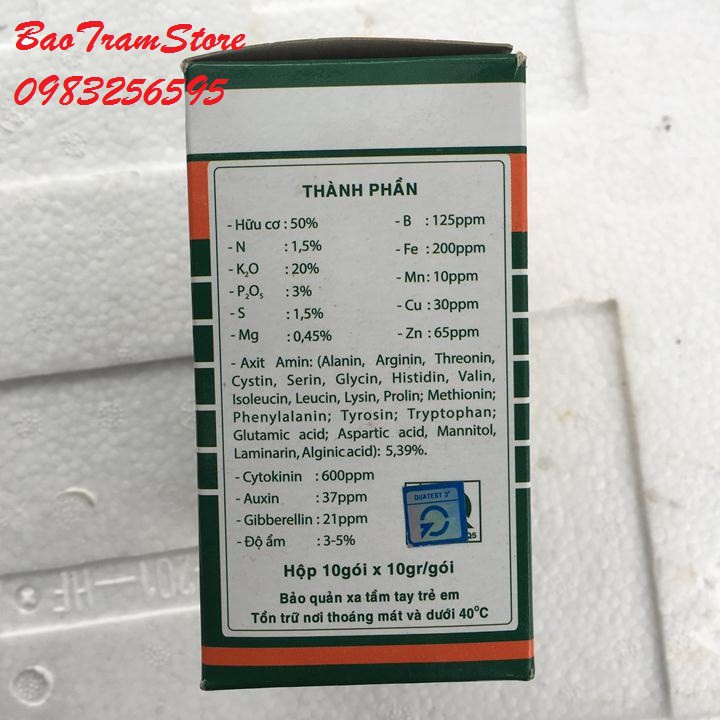 BaoTramStore
0983256595
THÀNH PHẦN
- Hữu cơ : 50%
- N : 1,5%
- K2O : 20%
- P2O5 : 3%
- S : 1,5%
- Mg : 0,45%
- B : 125ppm
- Fe : 200ppm
- Mn : 10ppm
- Cu : 30ppm
- Zn : 65ppm
- Axit Amin: (Alanin, Arginin, Threonin,
Cystin, Serin, Glycin, Histidin, Valin,
Isoleucin, Leucin, Lysin, Prolin; Methionin;
Phenylalanin; Tyrosin; Tryptophan;
Glutamic acid; Aspartic acid, Mannitol,
Laminarin, Alginic acid): 5,39%.
- Cytokinin : 600ppm
- Auxin : 37ppm
- Gibberellin : 21ppm
- Độ ẩm : 3-5%
QUATEST 3
Hộp 10gói x 10gr/gói
Bảo quản xa tầm tay trẻ em
Tồn trữ nơi thoáng mát và dưới 40°C